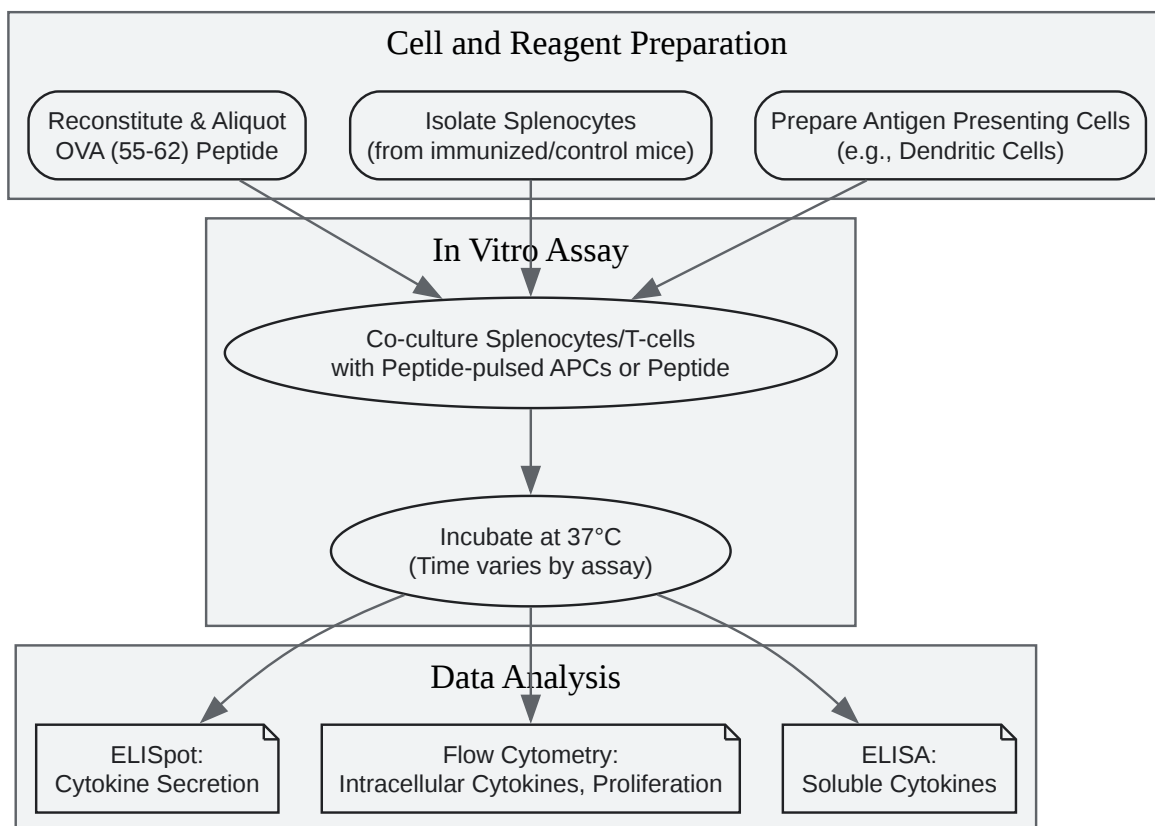 Cell and Reagent Preparation
Reconstitute & Aliquot
OVA (55-62) Peptide
Isolate Splenocytes
(from immunized/control mice)
Prepare Antigen Presenting Cells
(e.g., Dendritic Cells)
In Vitro Assay
Co-culture Splenocytes/T-cells
with Peptide-pulsed APCs or Peptide
Incubate at 37°C
(Time varies by assay)
Data Analysis
ELISpot:
Cytokine Secretion
Flow Cytometry:
Intracellular Cytokines, Proliferation
ELISA:
Soluble Cytokines